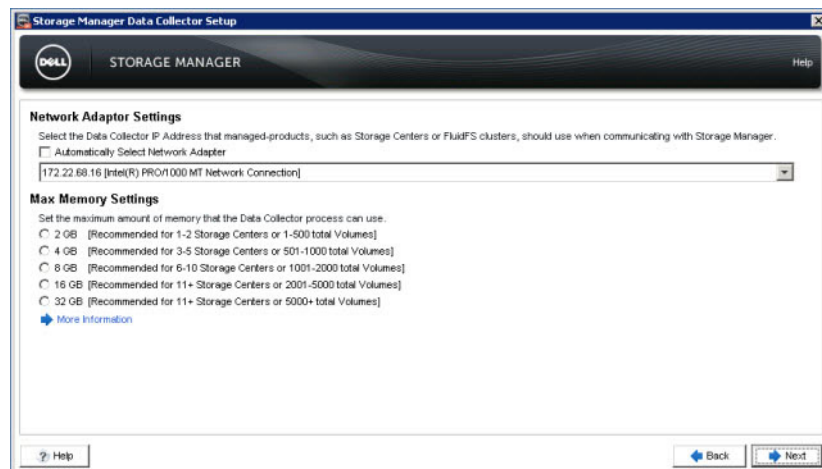 Storage Manager Data Collector Setup
DELL
STORAGE MANAGER
Help
Network Adaptor Settings
Select the Data Collector IP Address that managed-products, such as Storage Centers or FluidFS clusters, should use when communicating with Storage Manager.
Automatically Select Network Adapter
172.22.68.16 [Intel(R) PRO/1000 MT Network Connection]
Max Memory Settings
Set the maximum amount of memory that the Data Collector process can use.
2 GB [Recommended for 1-2 Storage Centers or 1-500 total Volumes]
4 GB [Recommended for 3-5 Storage Centers or 501-1000 total Volumes]
8 GB [Recommended for 6-10 Storage Centers or 1001-2000 total Volumes]
16 GB [Recommended for 11+ Storage Centers or 2001-5000 total Volumes]
32 GB [Recommended for 11+ Storage Centers or 5000+ total Volumes]
More Information
? Help
Back
Next